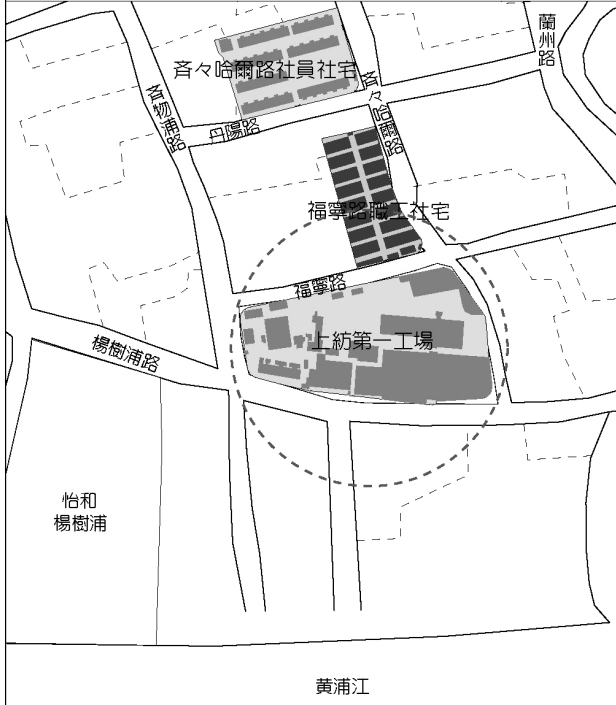 蘭州路
斉々哈爾路社員社宅
斉々哈爾路
斉物浦路
丹陽路
福寧路職工社宅
福寧路
上紡第一工場
楊樹浦路
怡和
楊樹浦
黄浦江